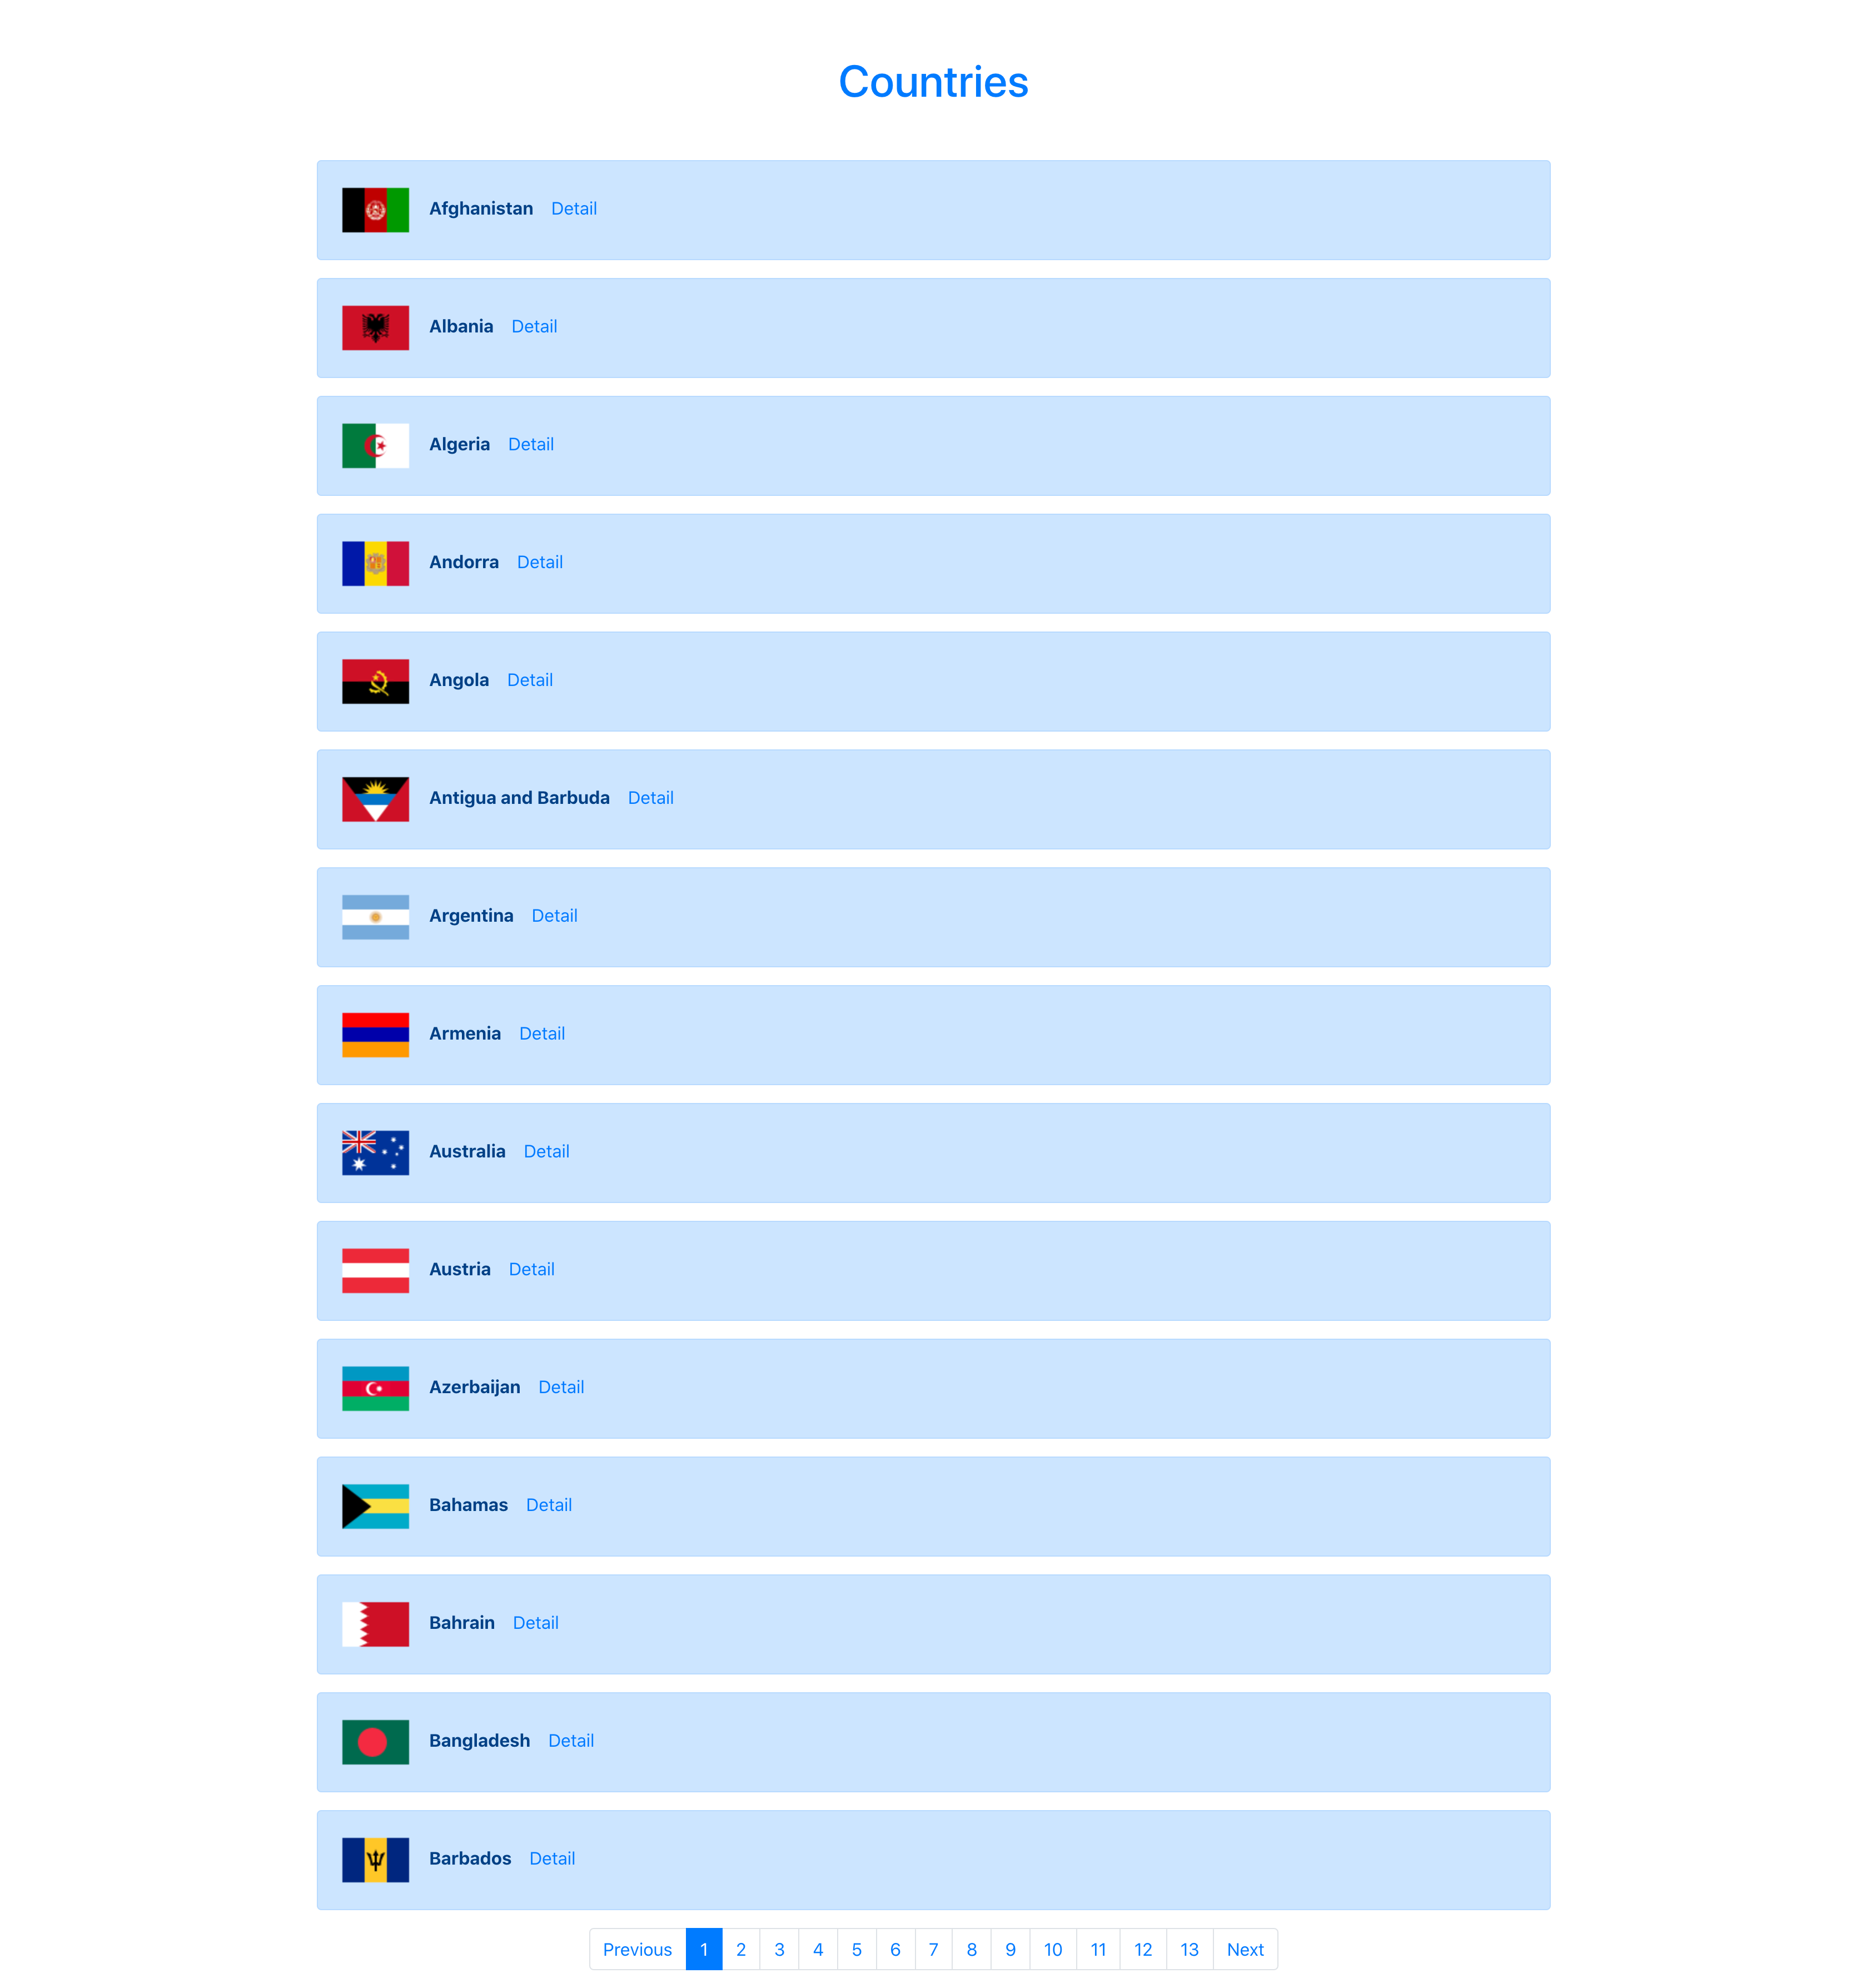 Countries
Afghanistan Detail
Albania Detail
Algeria Detail
Andorra Detail
Angola Detail
Antigua and Barbuda Detail
Argentina Detail
Armenia Detail
Australia Detail
Austria Detail
Azerbaijan Detail
Bahamas Detail
Bahrain Detail
Bangladesh Detail
Barbados Detail
Previous 1 2 3 4 5 6 7 8 9 10 11 12 13 Next